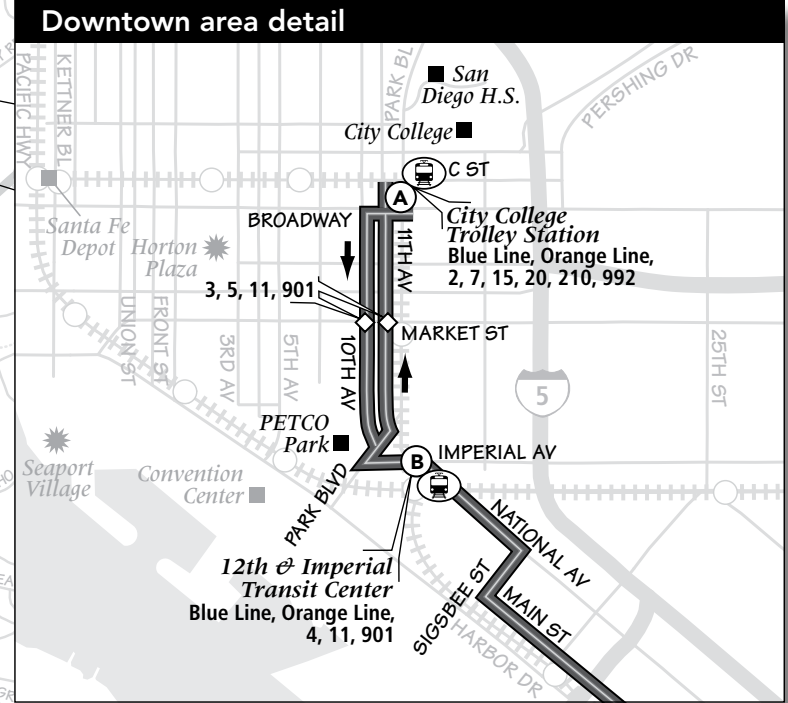 Downtown area detail
PACIFIC HWY
KETTNER BL
PARK BL
San
Diego H.S.
PERSHING DR
City College
C ST
A
Santa Fe
Depot
BROADWAY
11TH AV
City College
Trolley Station
Blue Line, Orange Line,
2, 7, 15, 20, 210, 992
Horton
Plaza
3, 5, 11, 901
UNION ST
FRONT ST
3RD AV
5TH AV
10TH AV
MARKET ST
25TH ST
5
PETCO
Park
Seaport
Village
Convention
Center
PARK BLVD
B
IMPERIAL AV
NATIONAL AV
12th & Imperial
Transit Center
Blue Line, Orange Line,
4, 11, 901
SIGSBEE ST
MAIN ST
HARBOR DR